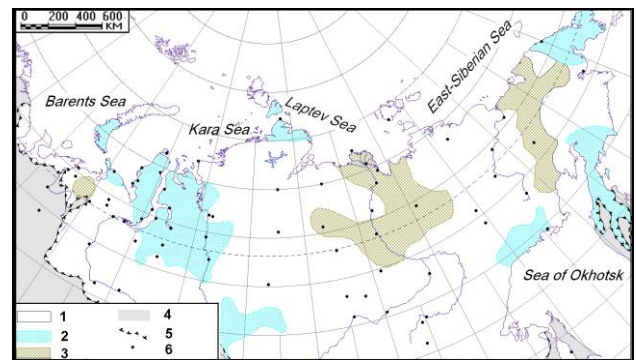 0 200 400 600
KM
Barents Sea
Kara Sea
Laptev Sea
East-Siberian Sea
Sea of Okhotsk
1 4
2 5
3 6